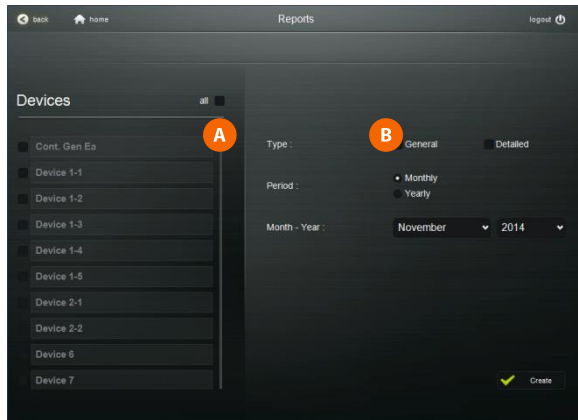 back home Reports logout
Devices all
A
B
Cont. Gen Ea
Device 1-1
Device 1-2
Device 1-3
Device 1-4
Device 1-5
Device 2-1
Device 2-2
Device 6
Device 7
Type : General Detailed
Period : Monthly
Yearly
Month - Year : November 2014
Create